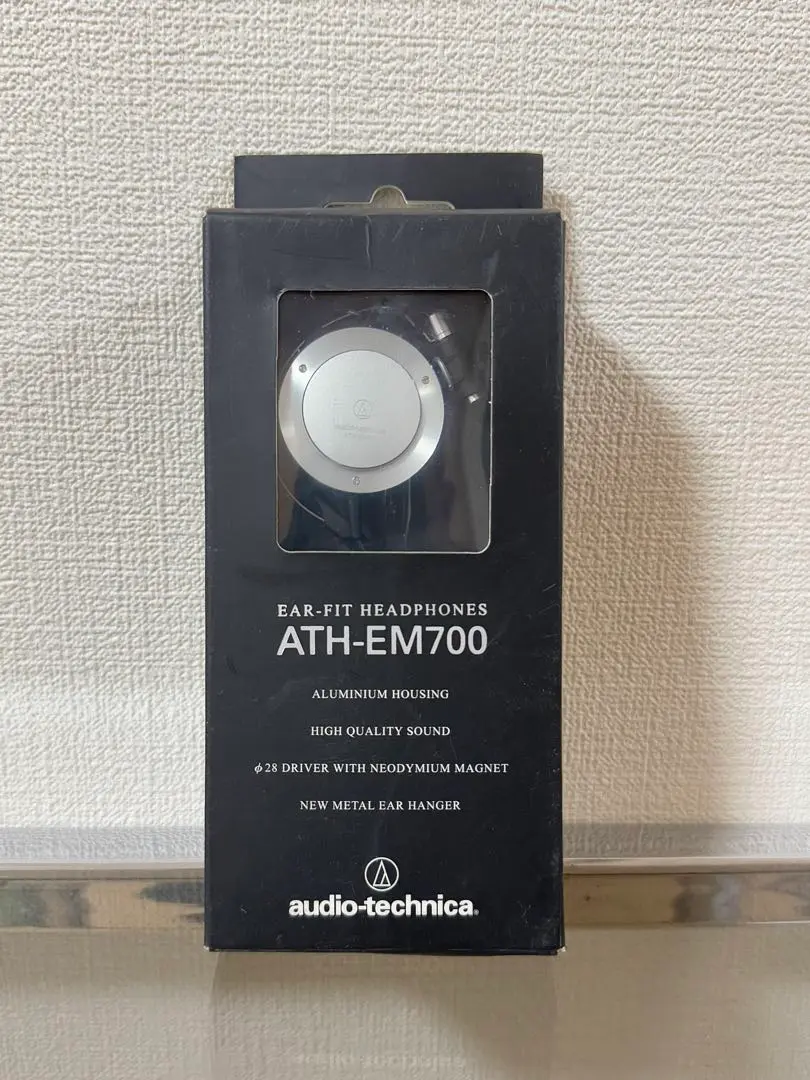 EAR-FIT HEADPHONES
ATH-EM700
ALUMINIUM HOUSING
HIGH QUALITY SOUND
φ28 DRIVER WITH NEODYMIUM MAGNET
NEW METAL EAR HANGER
audio-technica®